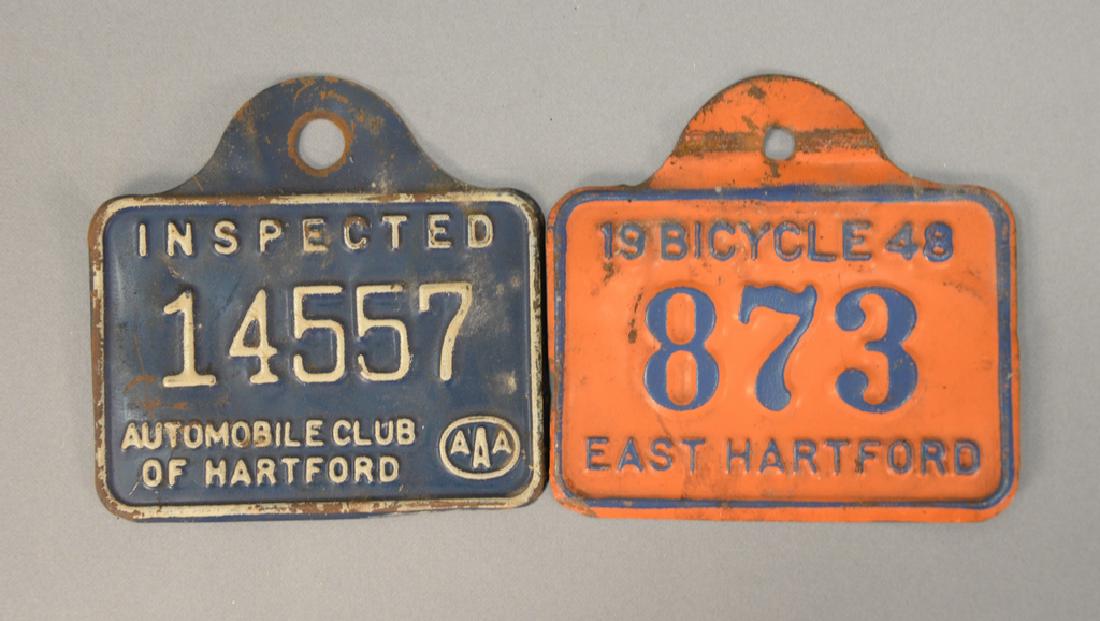 INSPECTED
14557
AUTOMOBILE CLUB
OF HARTFORD
AAA
19 BICYCLE 48
873
EAST HARTFORD